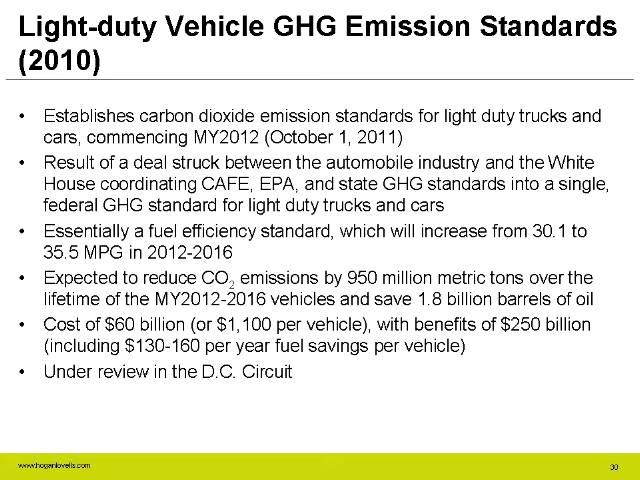 Light-duty Vehicle GHG Emission Standards
(2010)
• Establishes carbon dioxide emission standards for light duty trucks and
cars, commencing MY2012 (October 1, 2011)
• Result of a deal struck between the automobile industry and the White
House coordinating CAFE, EPA, and state GHG standards into a single,
federal GHG standard for light duty trucks and cars
• Essentially a fuel efficiency standard, which will increase from 30.1 to
35.5 MPG in 2012-2016
• Expected to reduce CO2 emissions by 950 million metric tons over the
lifetime of the MY2012-2016 vehicles and save 1.8 billion barrels of oil
• Cost of $60 billion (or $1,100 per vehicle), with benefits of $250 billion
(including $130-160 per year fuel savings per vehicle)
• Under review in the D.C. Circuit
www.hoganlovells.com
30